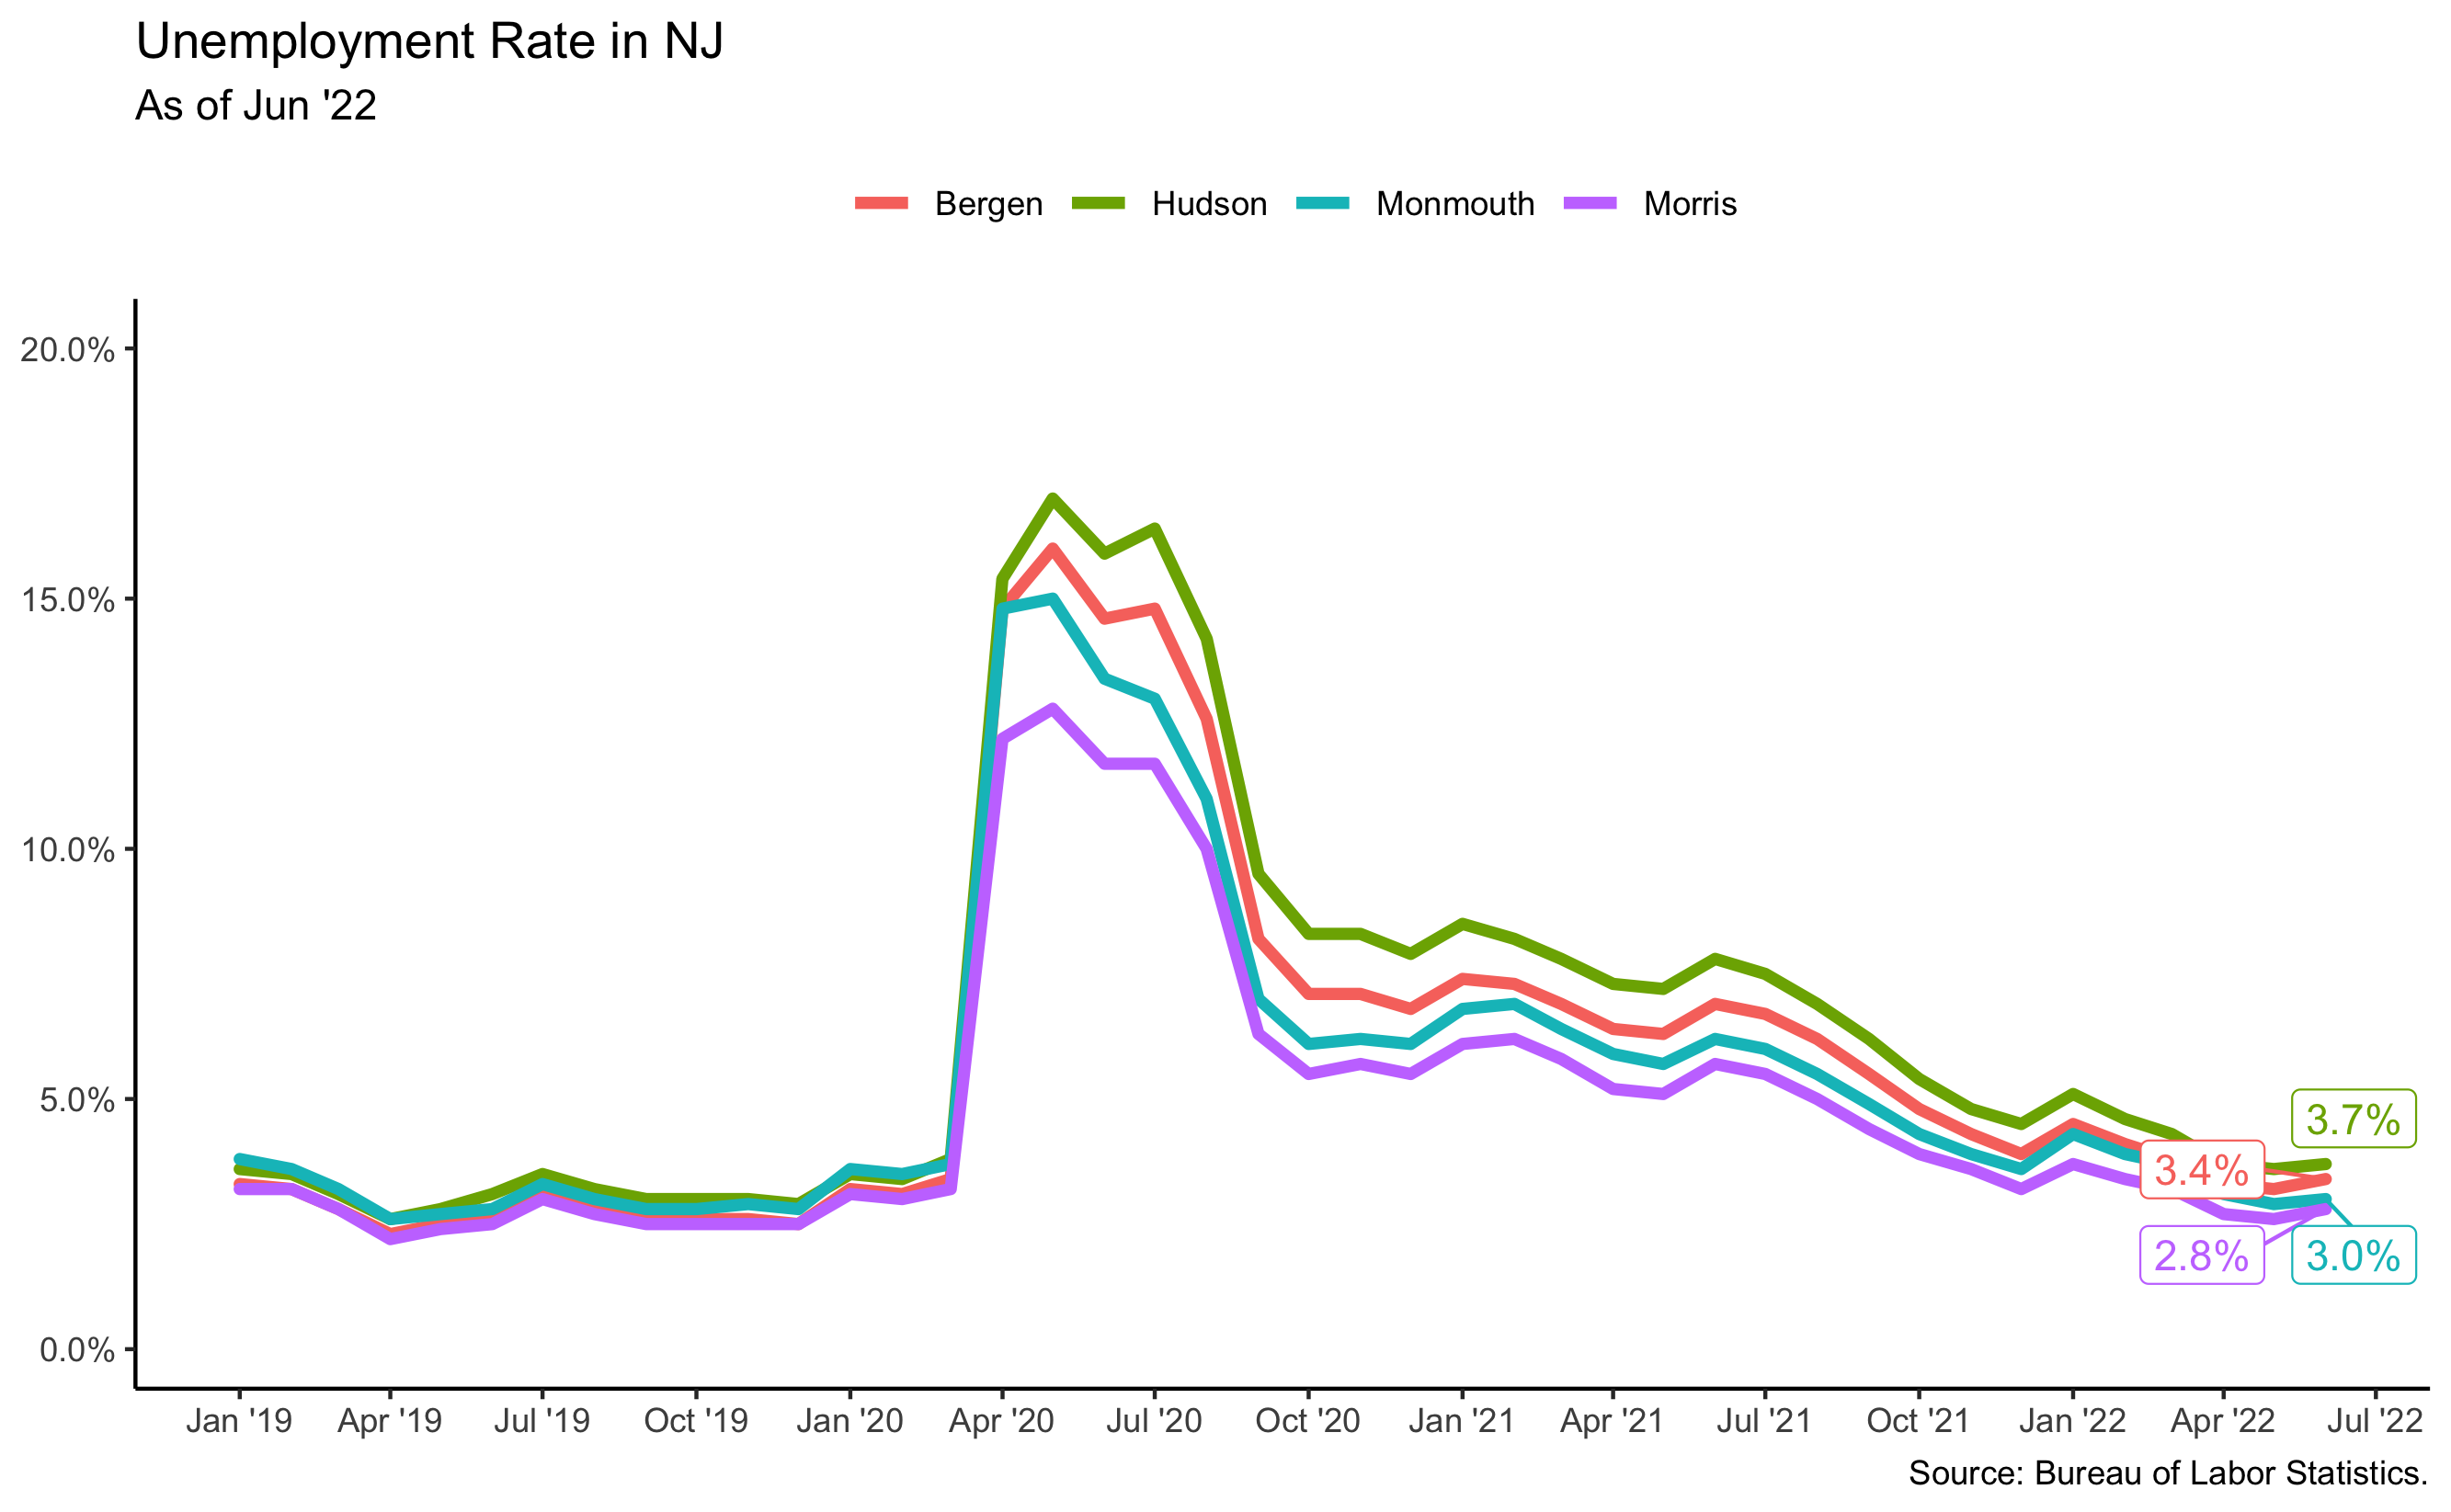 Unemployment Rate in NJ
As of Jun '22
Bergen Hudson Monmouth Morris
20.0%
15.0%
10.0%
5.0%
0.0%
3.7%
3.4%
2.8% 3.0%
Jan '19 Apr '19 Jul '19 Oct '19 Jan '20 Apr '20 Jul '20 Oct '20 Jan '21 Apr '21 Jul '21 Oct '21 Jan '22 Apr '22 Jul '22
Source: Bureau of Labor Statistics.